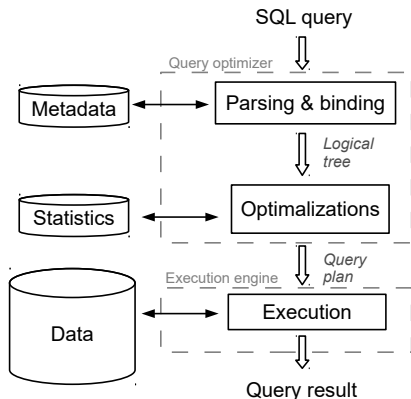 SQL query
Query optimizer
Metadata
Parsing & binding
Logical
tree
Statistics
Optimalizations
Query
plan
Execution engine
Data
Execution
Query result